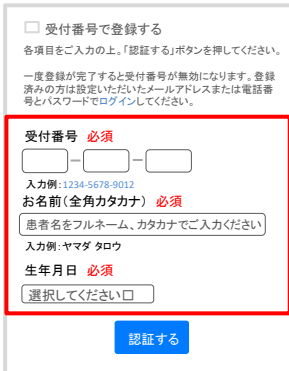 受付番号で登録する
各項目をご入力の上。「認証する」ボタンを押してください。
一度登録が完了すると受付番号が無効になります。登録
済みの方は設定いただいたメールアドレスまたは電話番
号とパスワードでログインしてください。
受付番号 必須
入力例:1234-5678-9012
お名前(全角カタカナ) 必須
患者名をフルネーム、カタカナでご入力ください
入力例:ヤマダ タロウ
生年月日 必須
選択してください□
認証する